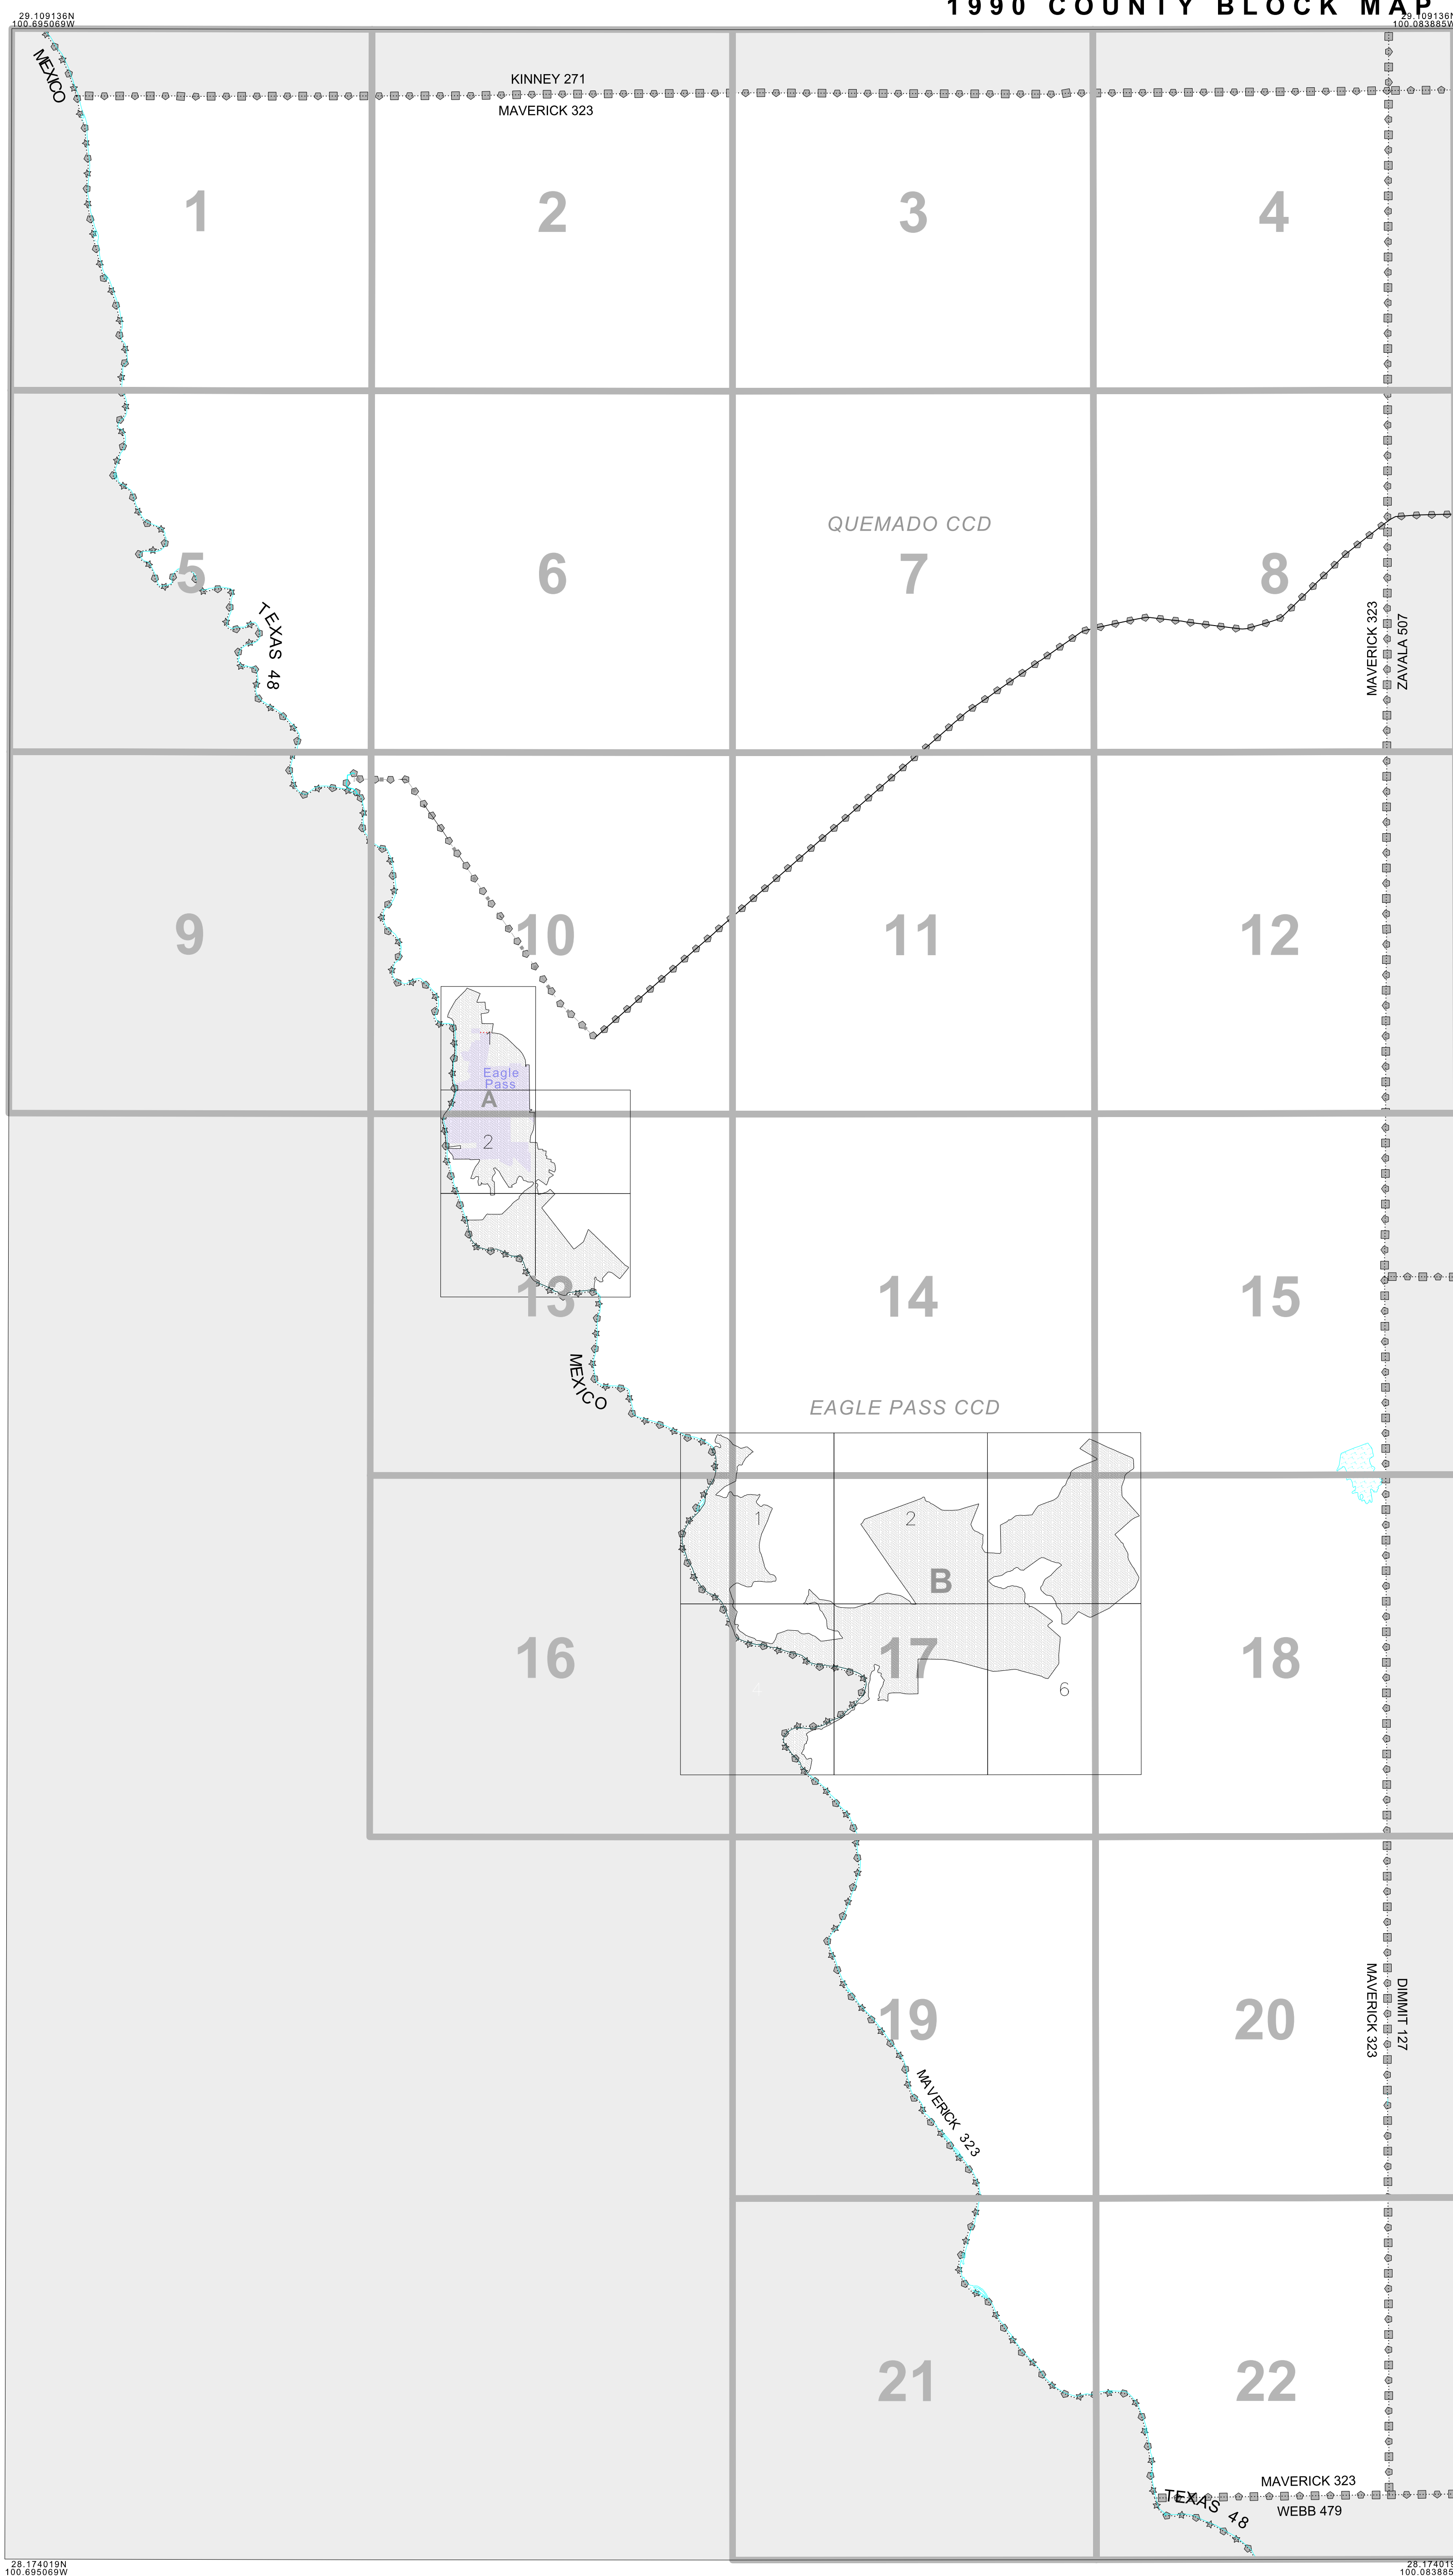 1990 COUNTY BLOCK MAP
29.109136N
100.695069W
29.109136N
100.083885W
MEXICO
KINNEY 271
MAVERICK 323
1
2
3
4
QUEMADO CCD
5
6
7
8
TEXAS 48
MAVERICK 323
ZAVALA 507
9
10
11
12
1
Eagle
Pass
A
2
13
14
15
MEXICO
EAGLE PASS CCD
1
2
B
16
17
18
4
6
19
20
MAVERICK 323
DIMMIT 127
MAVERICK 323
21
22
MAVERICK 323
TEXAS 48
WEBB 479
28.174019N
100.695069W
28.174019
100.083885